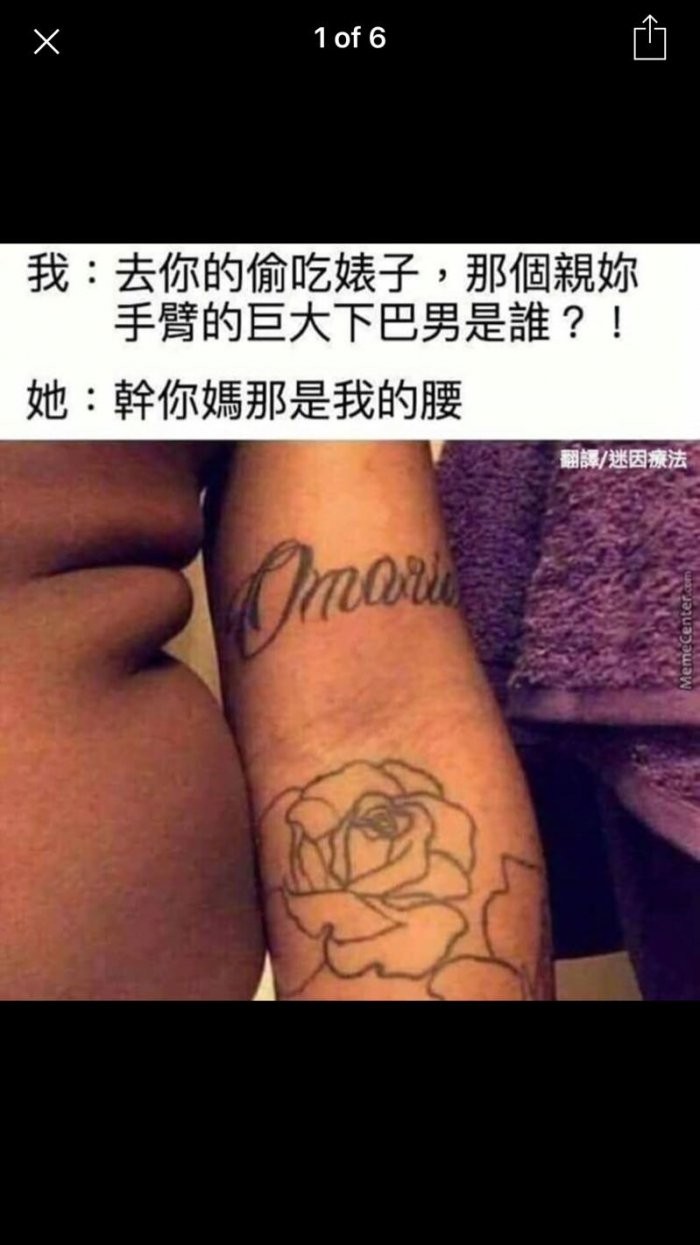 1 of 6
我：去你的偷吃婊子，那個親妳
手臂的巨大下巴男是誰？！
她：幹你媽那是我的腰
翻譯/迷因療法
Omari
MemeCenter.com